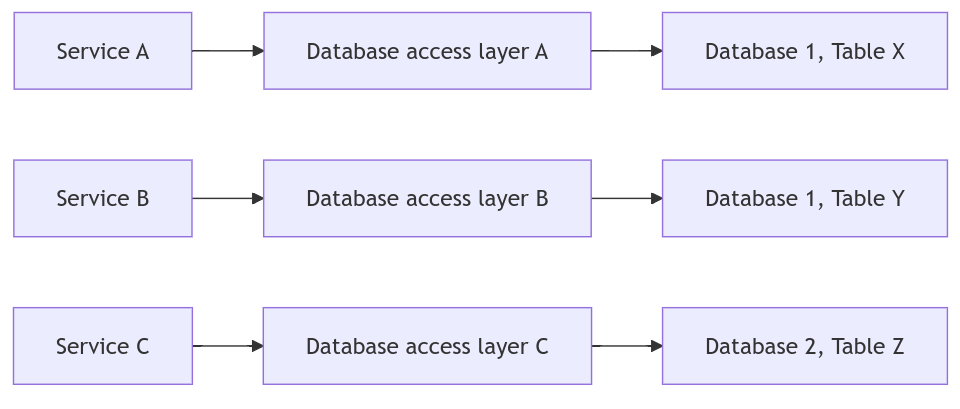 Service A
Database access layer A
Database 1, Table X
Service B
Database access layer B
Database 1, Table Y
Service C
Database access layer C
Database 2, Table Z